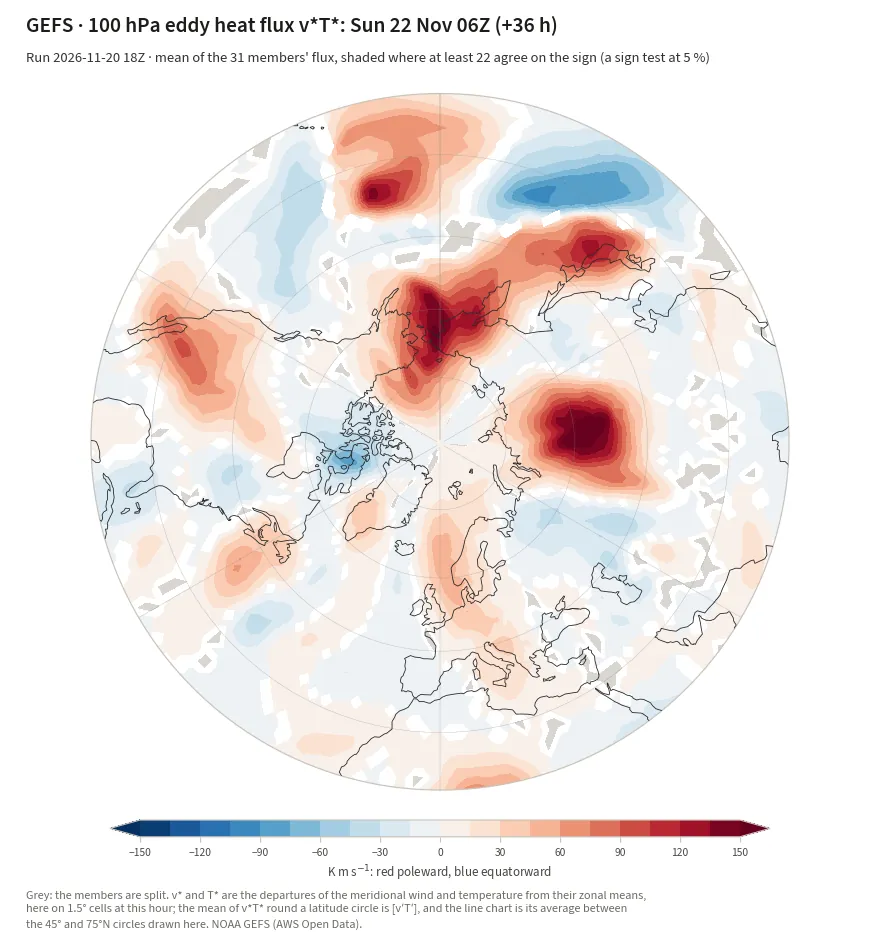 GEFS · 100 hPa eddy heat flux v*T*: Sun 22 Nov 06Z (+36 h)
Run 2026-11-20 18Z · mean of the 31 members' flux, shaded where at least 22 agree on the sign (a sign test at 5 %)
−150 −120 −90 −60 −30 0 30 60 90 120 150
K m s⁻¹: red poleward, blue equatorward
Grey: the members are split. v* and T* are the departures of the meridional wind and temperature from their zonal means,
here on 1.5° cells at this hour; the mean of v*T* round a latitude circle is [v'T'], and the line chart is its average between
the 45° and 75°N circles drawn here. NOAA GEFS (AWS Open Data).